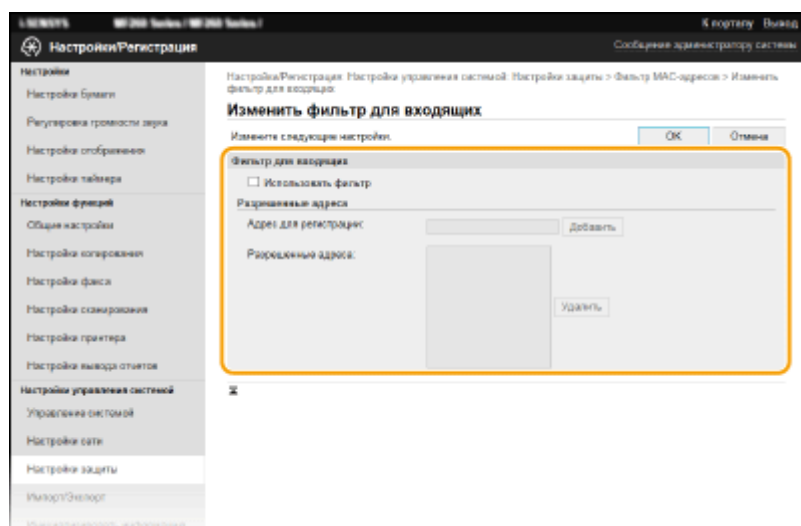 К порталу Выход
Настройки/Регистрация
Сообщение администратору системы
Настройки
Настройки бумаги
Регулировка громкости звука
Настройки отображения
Настройки таймера
Настройки функций
Общие настройки
Настройки копирования
Настройки факса
Настройки сканирования
Настройки принтера
Настройки вывода отчетов
Настройки управления системой
Управление системой
Настройки сети
Настройки защиты
Импорт/Экспорт
Настройки/Регистрация: Настройки управления системой: Настройки защиты > Фильтр MAC-адресов > Изменить
фильтр для входящих
Изменить фильтр для входящих
Измените следующие настройки.
OK Отмена
Фильтр для входящих
Использовать фильтр
Разрешенные адреса
Адрес для регистрации:
Добавить
Разрешенные адреса:
Удалить